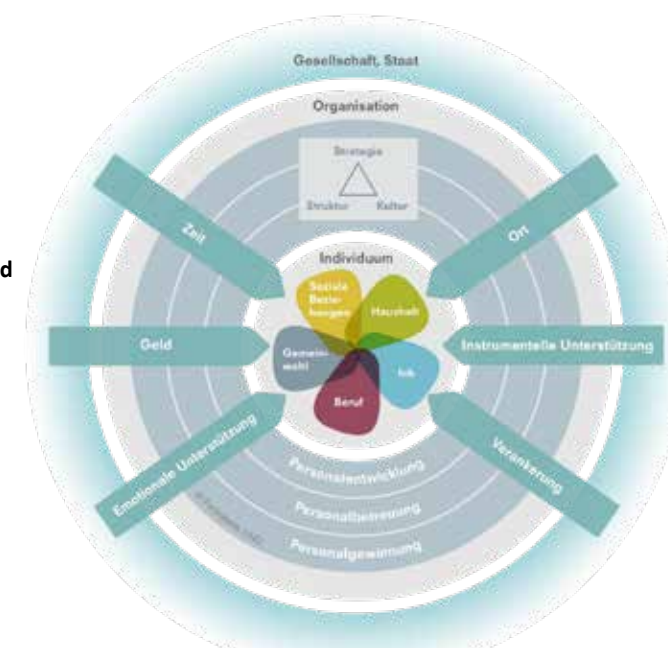 Gesellschaft, Staat
Organisation
Strategie
Struktur Kultur
Zeit
Ort
Individuum
d
Soziale
Bezie-
hungen
Haushalt
Geld
Instrumentelle Unterstützung
Gemein-
wohl
Ich
Beruf
Emotionale Unterstützung
Verankerung
Personalentwicklung
Personalbetreuung
Personalgewinnung